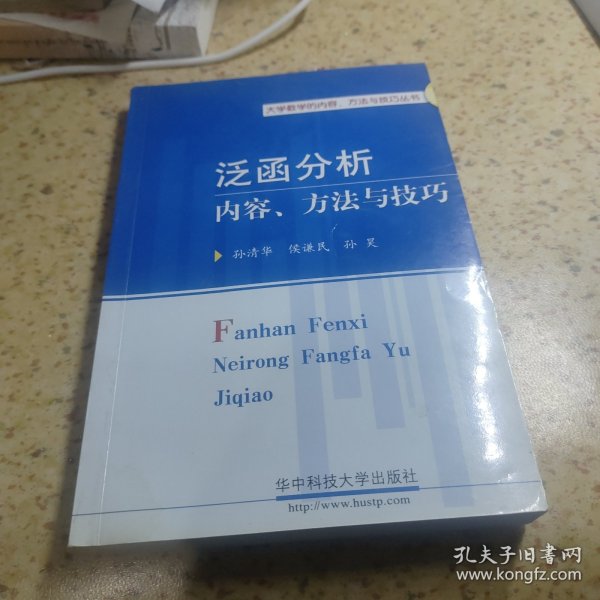 大学数学的内容、方法与技巧丛书
泛函分析
内容、方法与技巧
孙清华 侯谦民 孙昊
Fanhan Fenxi
Neirong Fangfa Yu
Jiqiao
华中科技大学出版社
http://www.hustp.com
孔夫子旧书网
www.kongfz.com